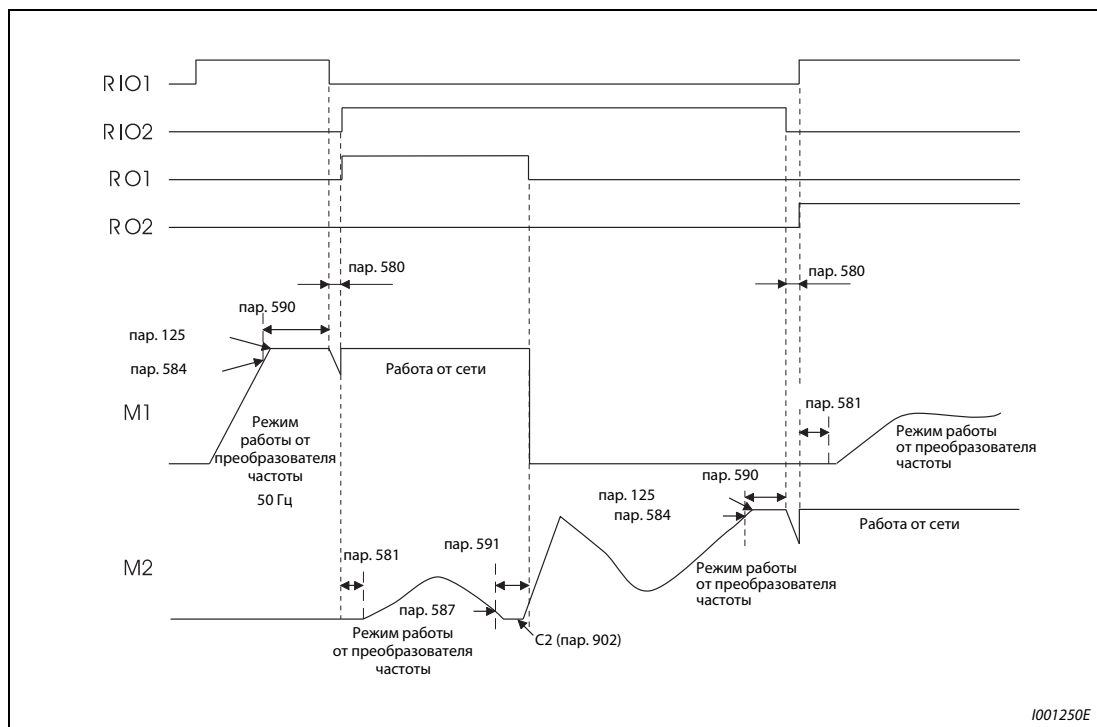 RIO1
RIO2
RO1
RO2
пар. 580
пар. 580
пар. 590
пар. 125
пар. 584
Работа от сети
M1
Режим
работы от
преобразователя
частоты
50 Гц
пар. 581
Режим работы
от преобразователя
частоты
пар. 590
пар. 125
пар. 584
Работа от сети
M2
пар. 581
пар. 591
Режим работы
от преобразователя
частоты
пар. 587
C2 (пар. 902)
Режим работы
от преобразователя
частоты
I001250E